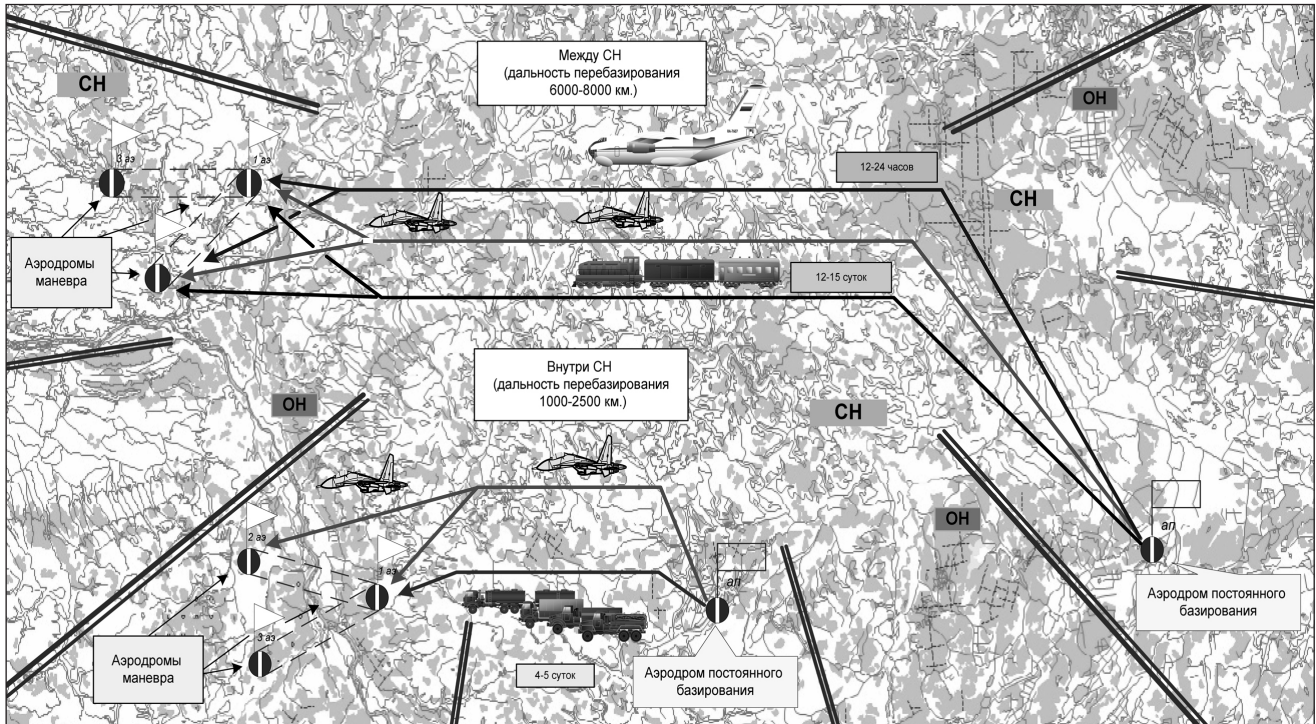 СН
Между СН
(дальность перебазирования
6000-8000 км.)
ОН
3 аэ
1 аэ
12-24 часов
СН
Аэродромы
маневра
12-15 суток
Внутри СН
(дальность перебазирования
1000-2500 км.)
ОН
СН
ОН
2 аэ
1 аэ
3 аэ
ап
ап
Аэродром постоянного
базирования
Аэродромы
маневра
4-5 суток
Аэродром постоянного
базирования